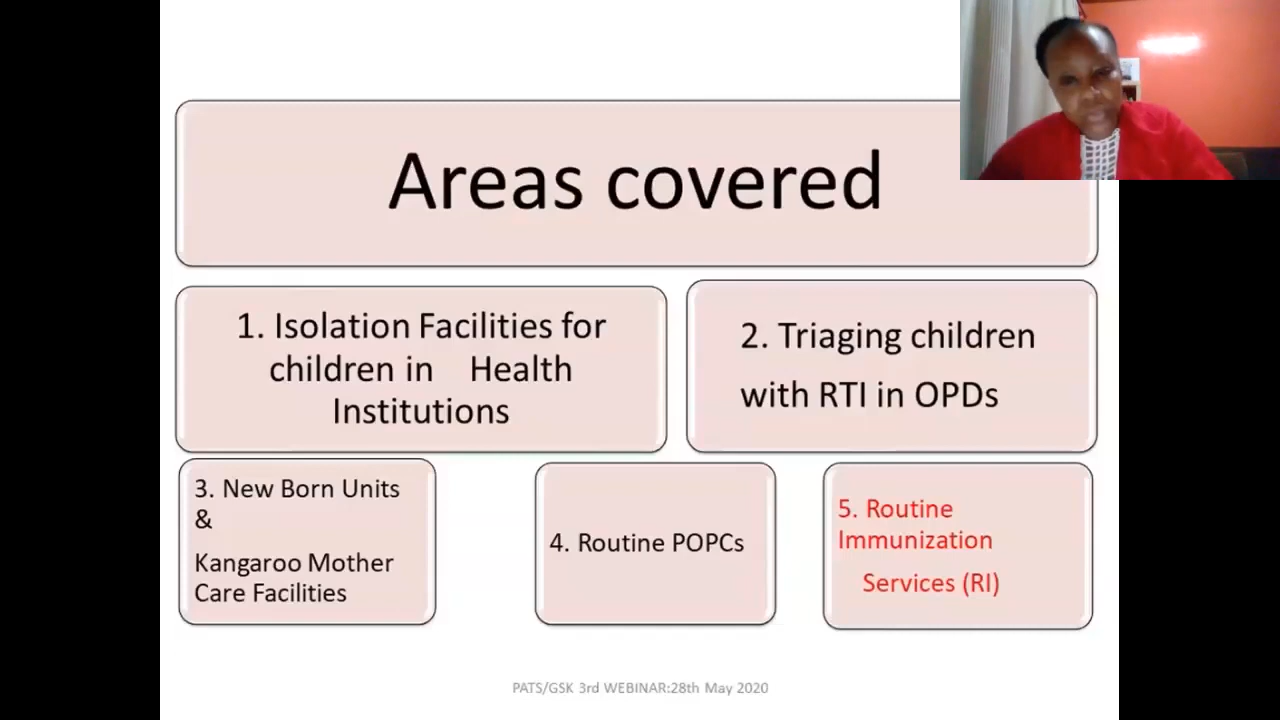 Areas covered
1. Isolation Facilities for
children in Health
Institutions
2. Triaging children
with RTI in OPDs
3. New Born Units
&
Kangaroo Mother
Care Facilities
4. Routine POPCs
5. Routine
Immunization
Services (RI)
PATS/GSK 3rd WEBINAR:28th May 2020